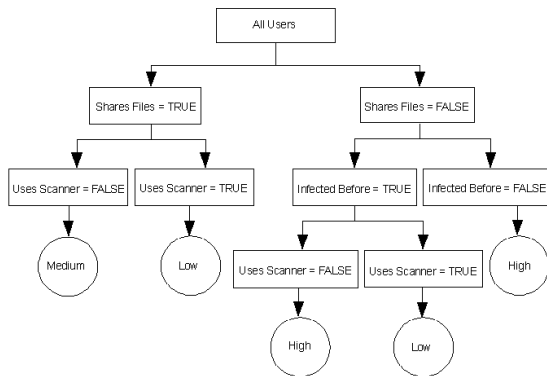 All Users
Shares Files = TRUE
Shares Files = FALSE
Uses Scanner = FALSE
Uses Scanner = TRUE
Infected Before = TRUE
Infected Before = FALSE
Medium
Low
Uses Scanner = FALSE
Uses Scanner = TRUE
High
High
Low